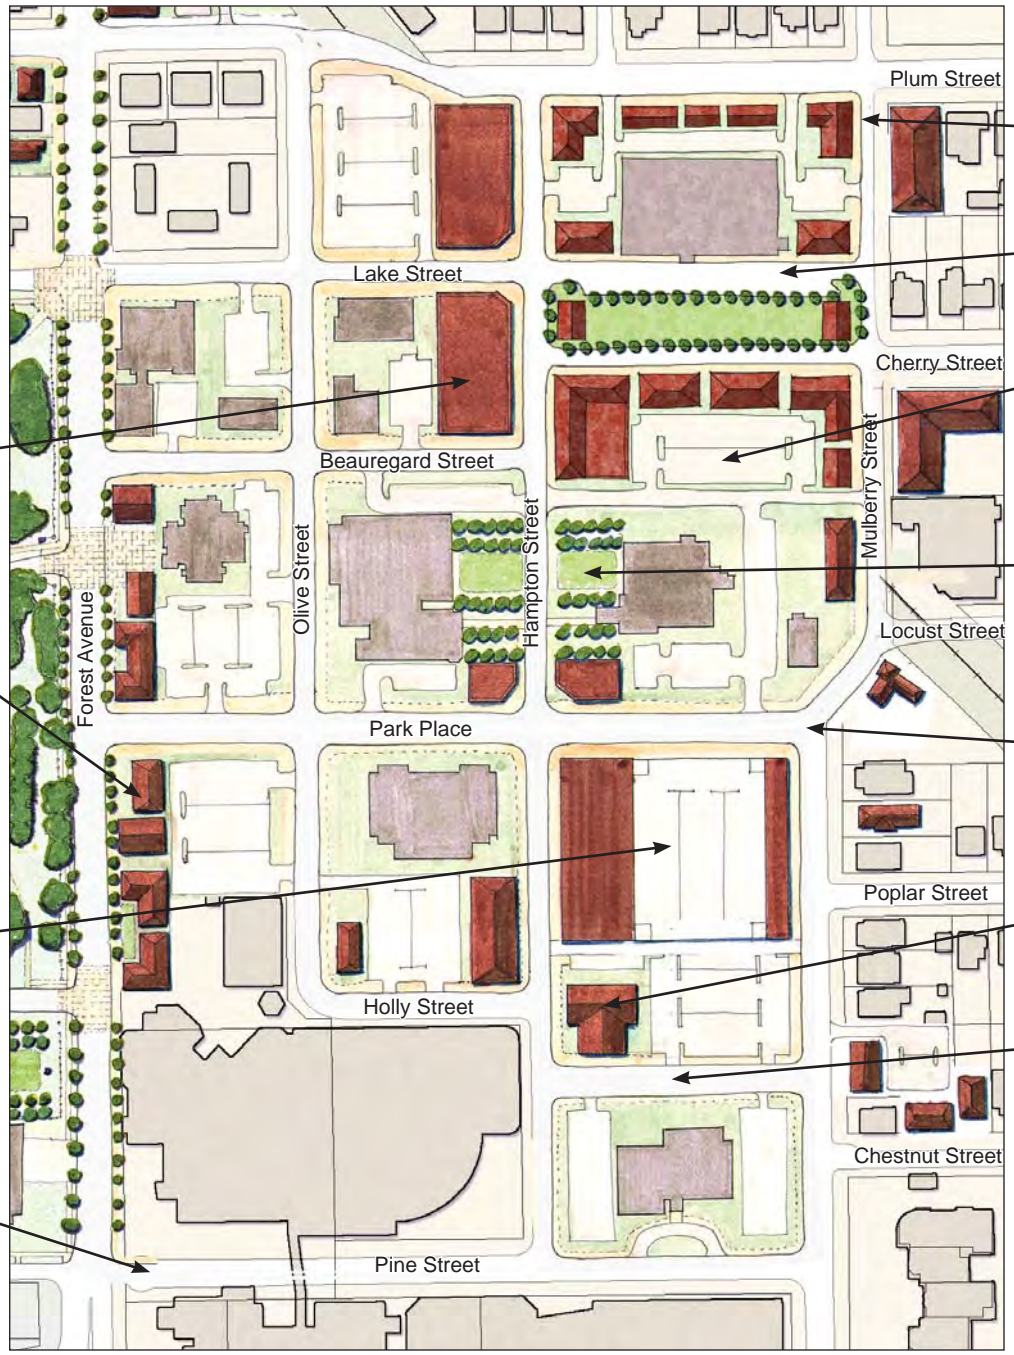 Plum Street
Lake Street
Cherry Street
Beauregard Street
Mulberry Street
Hampton Street
Olive Street
Forest Avenue
Locust Street
Park Place
Poplar Street
Holly Street
Chestnut Street
Pine Street